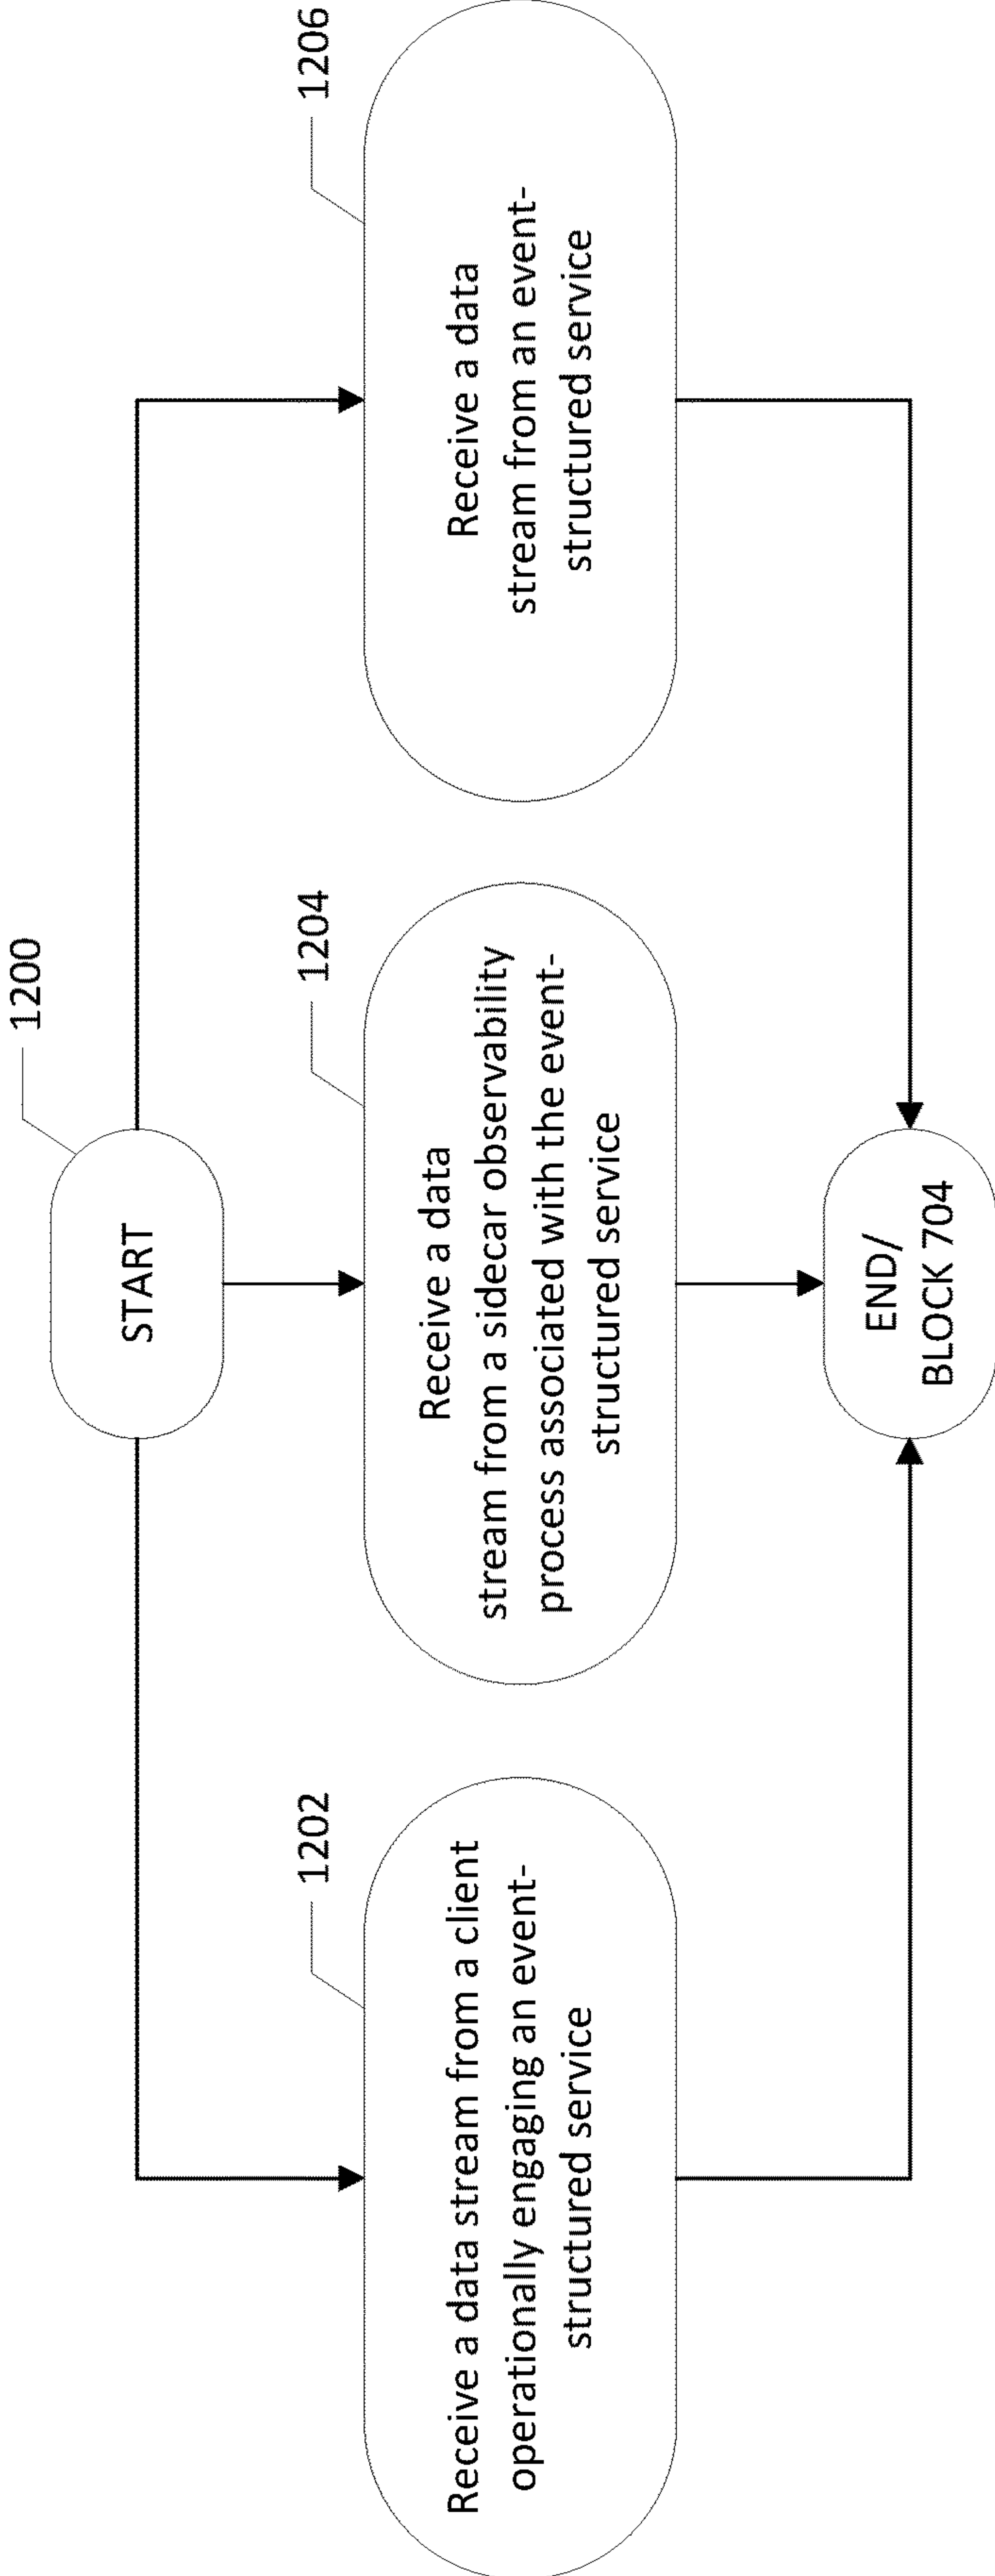 1200
START
1202
Receive a data stream from a client
operationally engaging an event-
structured service
1204
Receive a data
stream from a sidecar observability
process associated with the event-
structured service
1206
Receive a data
stream from an event-
structured service
END/
BLOCK 704